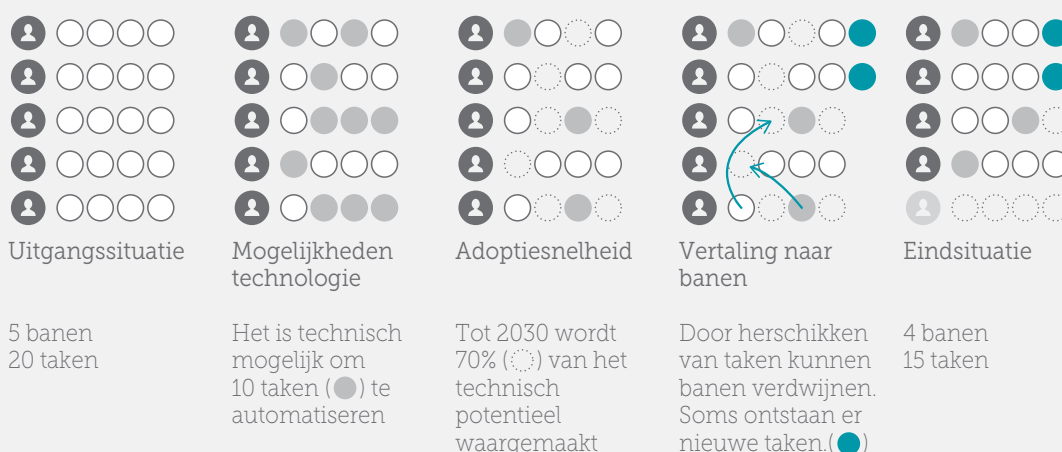 Uitgangssituatie
5 banen
20 taken
Mogelijkheden
technologie
Het is technisch
mogelijk om
10 taken ( ) te
automatiseren
Adoptiesnelheid
Tot 2030 wordt
70% ( ) van het
technisch
potentieel
waargemaakt
Vertaling naar
banen
Door herschikken
van taken kunnen
banen verdwijnen.
Soms ontstaan er
nieuwe taken.( )
Eindsituatie
4 banen
15 taken